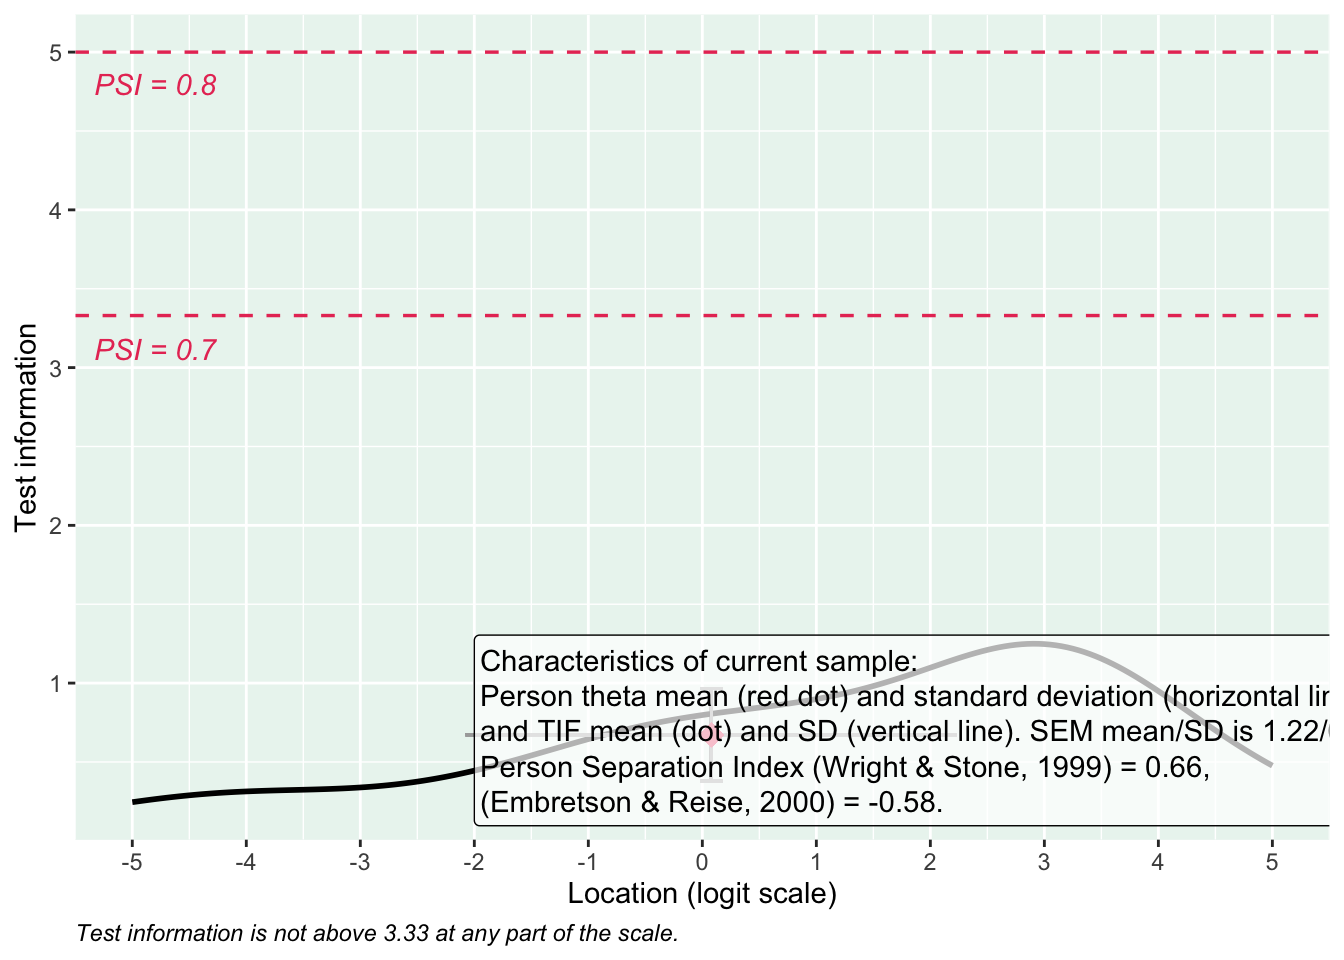 5
PSI = 0.8
4
PSI = 0.7
3
2
1
Test information
Characteristics of current sample:
Person theta mean (red dot) and standard deviation (horizontal
and TIF mean (dot) and SD (vertical line). SEM mean/SD is 1.22/
Person Separation Index (Wright & Stone, 1999) = 0.66,
(Embretson & Reise, 2000) = -0.58.
-5 -4 -3 -2 -1 0 1 2 3 4 5
Location (logit scale)
Test information is not above 3.33 at any part of the scale.